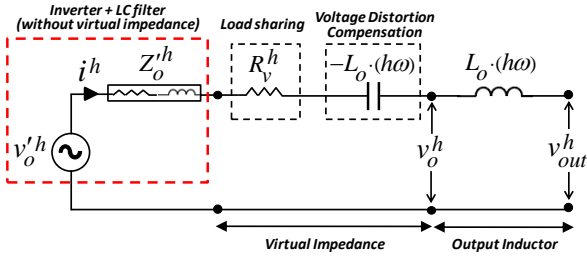 Inverter + LC filter
(without virtual impedance)
Load sharing
Voltage Distortion
Compensation
i^h
Z'_o^h
R_v^h
−L_o·(hω)
L_o·(hω)
v'_o^h
v_o^h
v_out^h
Virtual Impedance
Output Inductor